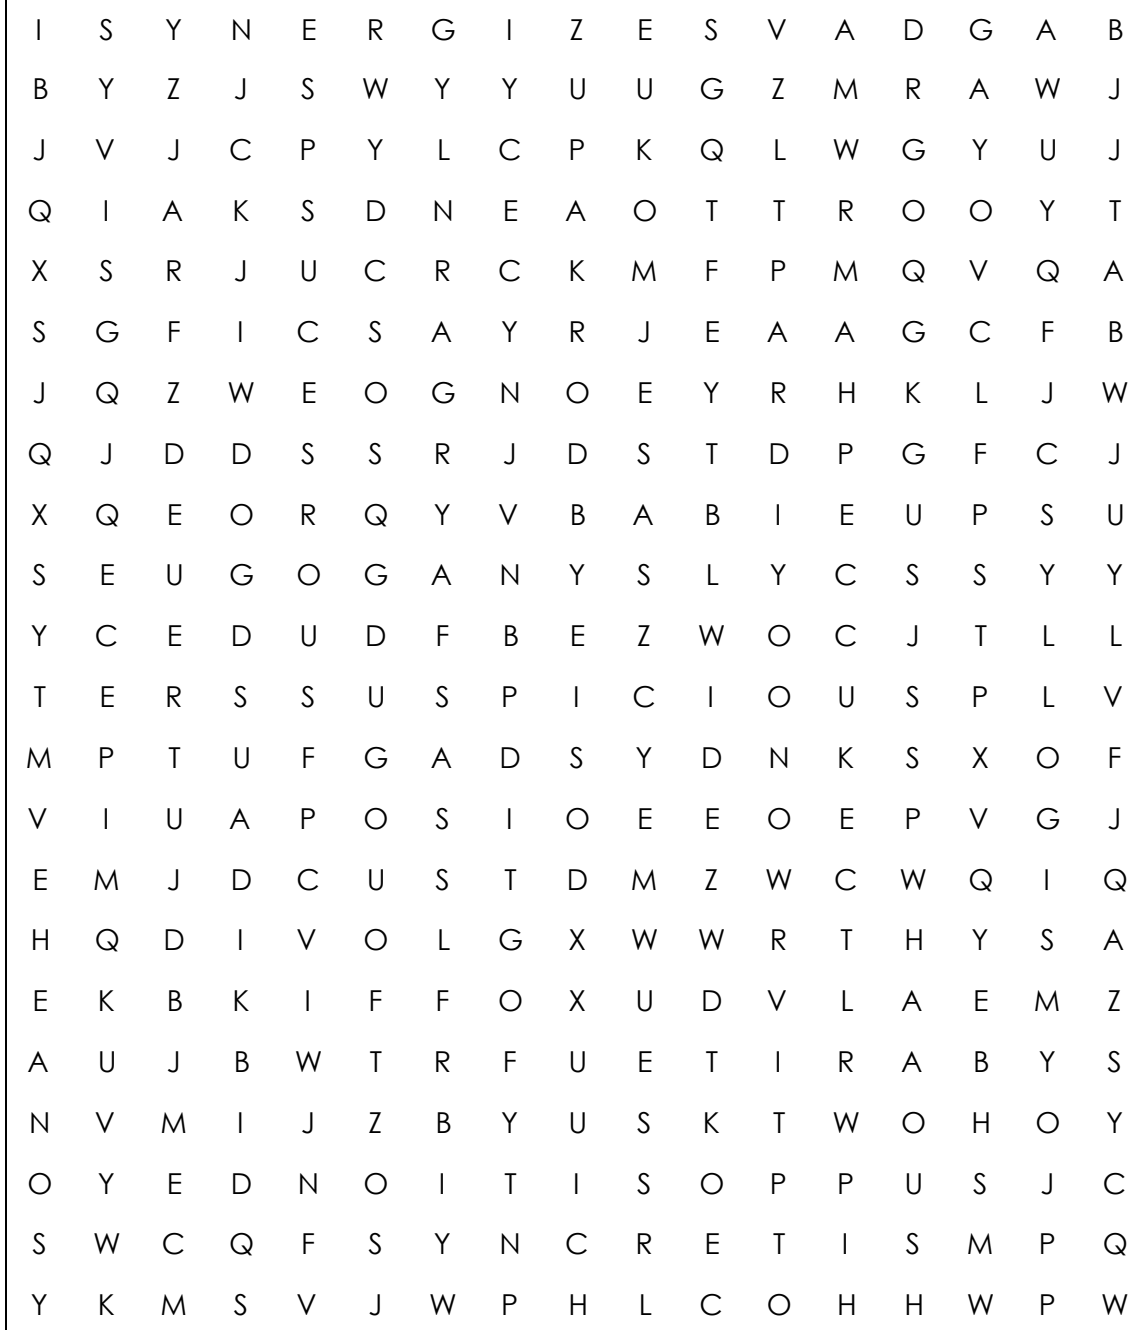 I S Y N E R G I Z E S V A D G A B
B Y Z J S W Y Y U U G Z M R A W J
J V J C P Y L C P K Q L W G Y U J
Q I A K S D N E A O T T R O O Y T
X S R J U C R C K M F P M Q V Q A
S G F I C S A Y R J E A A G C F B
J Q Z W E O G N O E Y R H K L J W
Q J D D S S R J D S T D P G F C J
X Q E O R Q Y V B A B I E U P S U
S E U G O G A N Y S L Y C S S Y Y
Y C E D U D F B E Z W O C J T L L
T E R S S U S P I C I O U S P L V
M P T U F G A D S Y D N K S X O F
V I U A P O S I O E E O E P V G J
E M J D C U S T D M Z W C W Q I Q
H Q D I V O L G X W W R T H Y S A
E K B K I F F O X U D V L A E M Z
A U J B W T R F U E T I R A B Y S
N V M I J Z B Y U S K T W O H O Y
O Y E D N O I T I S O P P U S J C
S W C Q F S Y N C R E T I S M P Q
Y K M S V J W P H L C O H H W P W